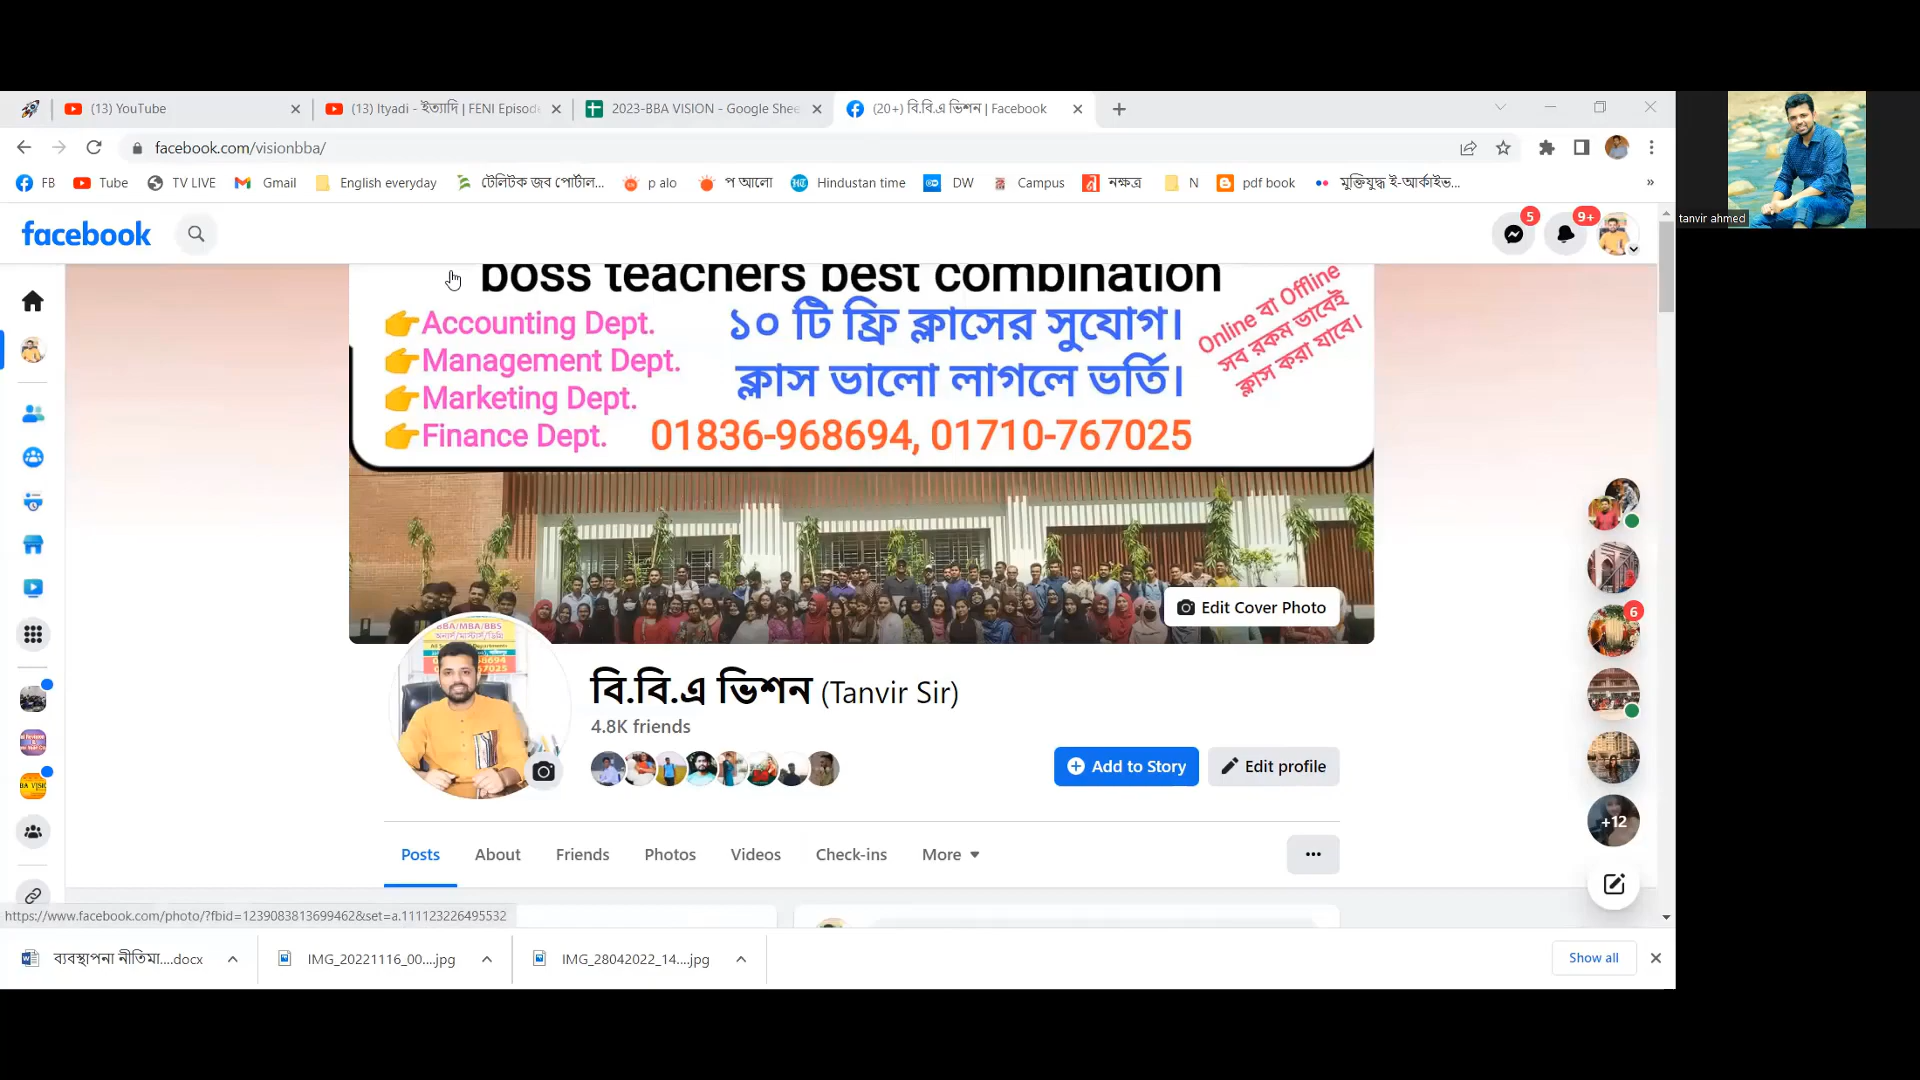 (13) YouTube
(13) Ityadi - ইত্যাদি | FENI Episode
2023-BBA VISION - Google Shee
(20+) বি.বি.এ ভিশন | Facebook
facebook.com/visionbba/
FB
Tube
TV LIVE
Gmail
English everyday
টেলিটক জব পোর্টাল...
p alo
প আলো
Hindustan time
DW
Campus
নক্ষত্র
N
pdf book
মুক্তিযুদ্ধ ই-আর্কাইভ...
»
tanvir ahmed
facebook
5
9+
boss teachers best combination
Accounting Dept.
Management Dept.
Marketing Dept.
Finance Dept.
১০ টি ফ্রি ক্লাসের সুযোগ।
ক্লাস ভালো লাগলে ভর্তি।
01836-968694, 01710-767025
Online বা Offline
সব রকম ভাবেই
ক্লাস করা যাবে।
Edit Cover Photo
6
BBA/MBA/BBS
অনার্স/মাস্টার্স/ডিগ্রি
বি.বি.এ ভিশন (Tanvir Sir)
4.8K friends
Add to Story
Edit profile
+12
Posts
About
Friends
Photos
Videos
Check-ins
More
https://www.facebook.com/photo/?fbid=1239083813699462&set=a.111123226495532
ব্যবস্থাপনা নীতিমা....docx
IMG_20221116_00....jpg
IMG_28042022_14....jpg
Show all